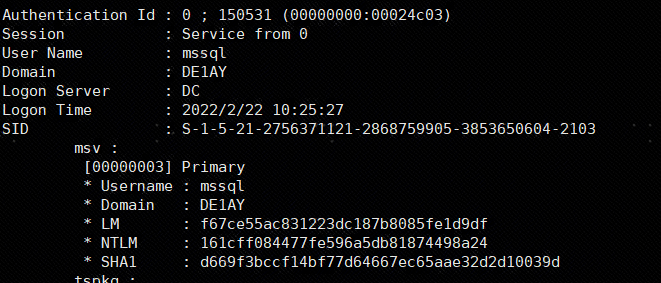 Authentication Id : 0 ; 150531 (00000000:00024c03)
Session           : Service from 0
User Name         : mssql
Domain            : DE1AY
Logon Server      : DC
Logon Time        : 2022/2/22 10:25:27
SID               : S-1-5-21-2756371121-2868759905-3853650604-2103
        msv :
         [00000003] Primary
         * Username : mssql
         * Domain   : DE1AY
         * LM       : f67ce55ac831223dc187b8085fe1d9df
         * NTLM     : 161cff084477fe596a5db81874498a24
         * SHA1     : d669f3bccf14bf77d64667ec65aae32d2d10039d
        tspkg :